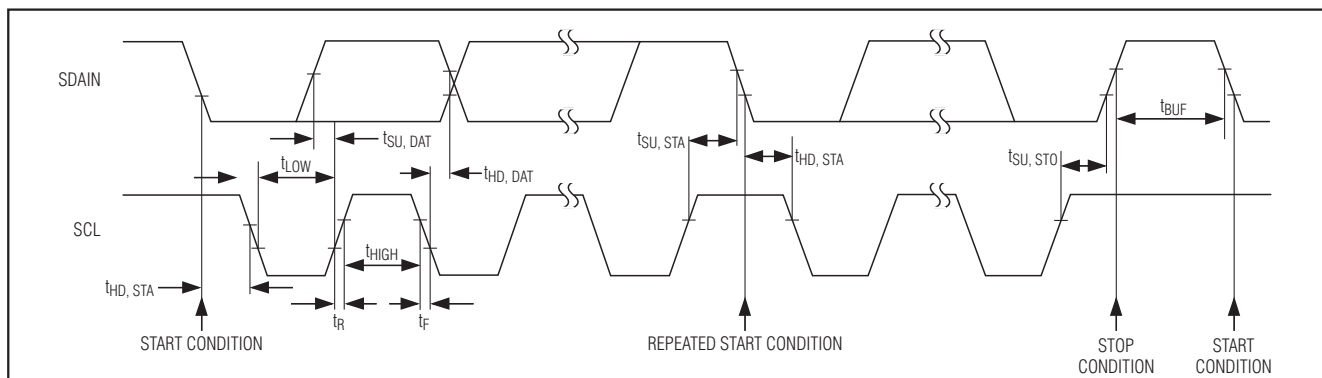 SDAIN
tSU, DAT
tLOW
tHD, DAT
tSU, STA
tHD, STA
tSU, STO
tBUF
SCL
tHIGH
tHD, STA
tR
tF
START CONDITION
REPEATED START CONDITION
STOP
CONDITION
START
CONDITION